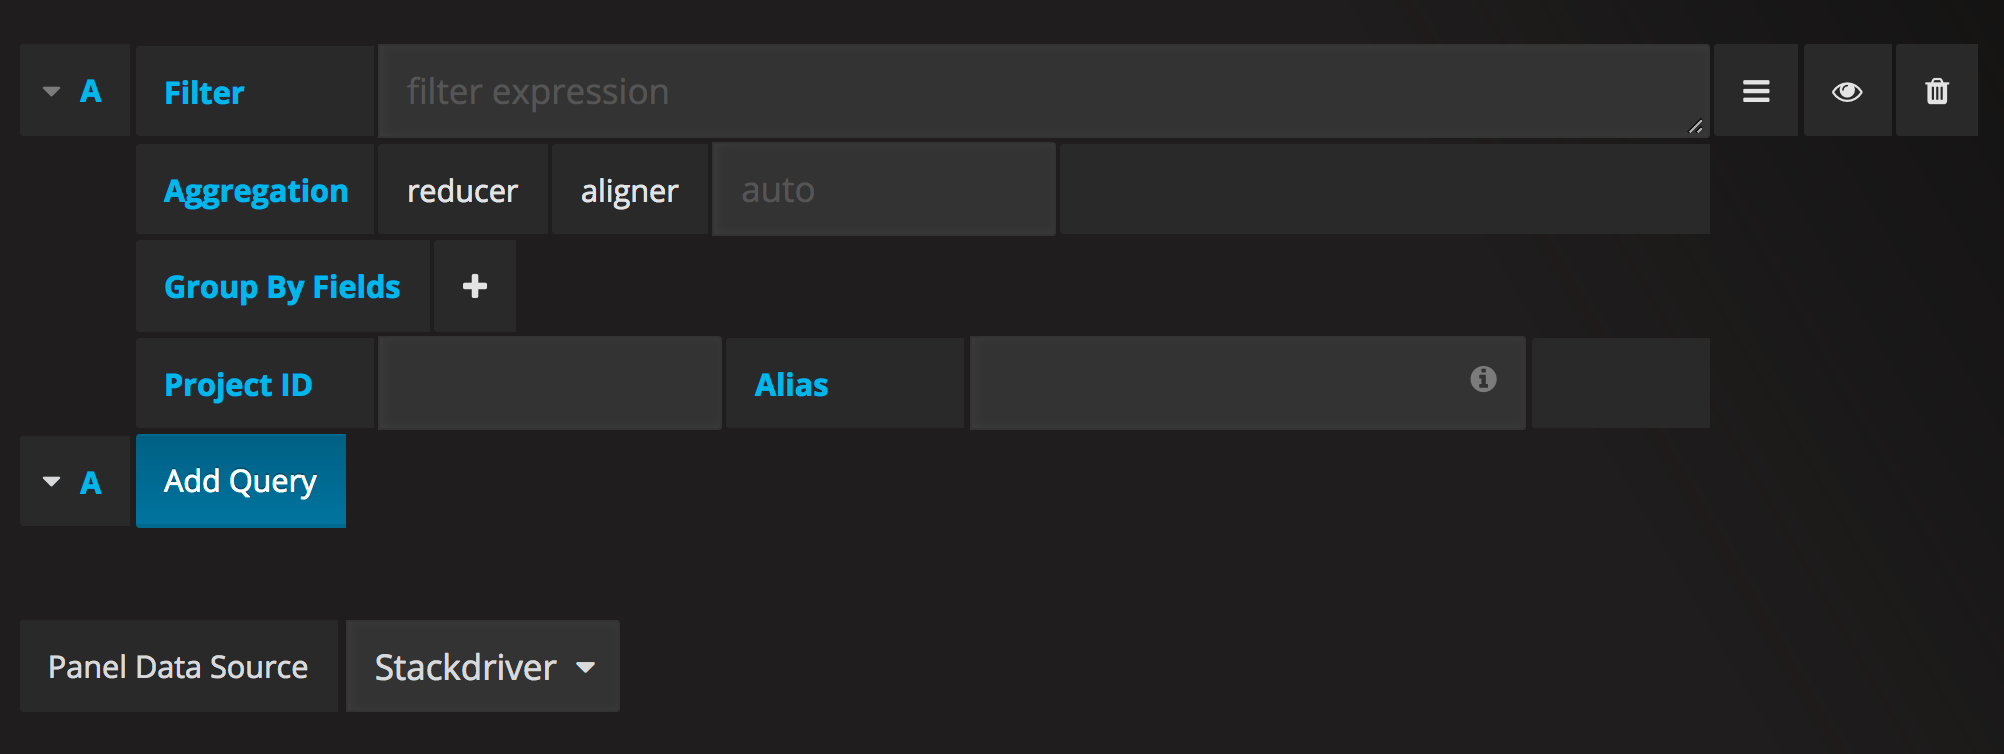 A Filter filter expression
Aggregation reducer aligner auto
Group By Fields
Project ID Alias
A Add Query
Panel Data Source Stackdriver